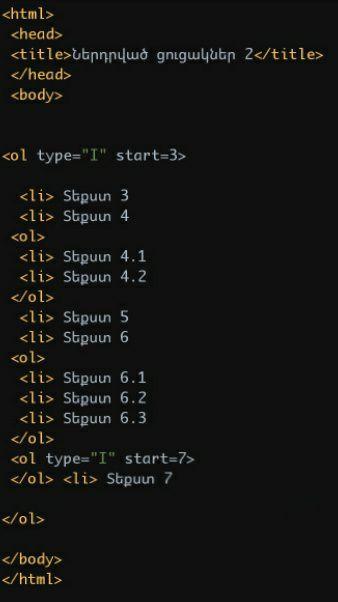 <html>
<head>
<title>Ներդրված ցուցակներ 2</title>
</head>
<body>
<ol type="I" start=3>
<li> Տեքստ 3
<li> Տեքստ 4
<ol>
<li> Տեքստ 4.1
<li> Տեքստ 4.2
</ol>
<li> Տեքստ 5
<li> Տեքստ 6
<ol>
<li> Տեքստ 6.1
<li> Տեքստ 6.2
<li> Տեքստ 6.3
</ol>
<ol type="I" start=7>
</ol> <li> Տեքստ 7
</ol>
</body>
</html>